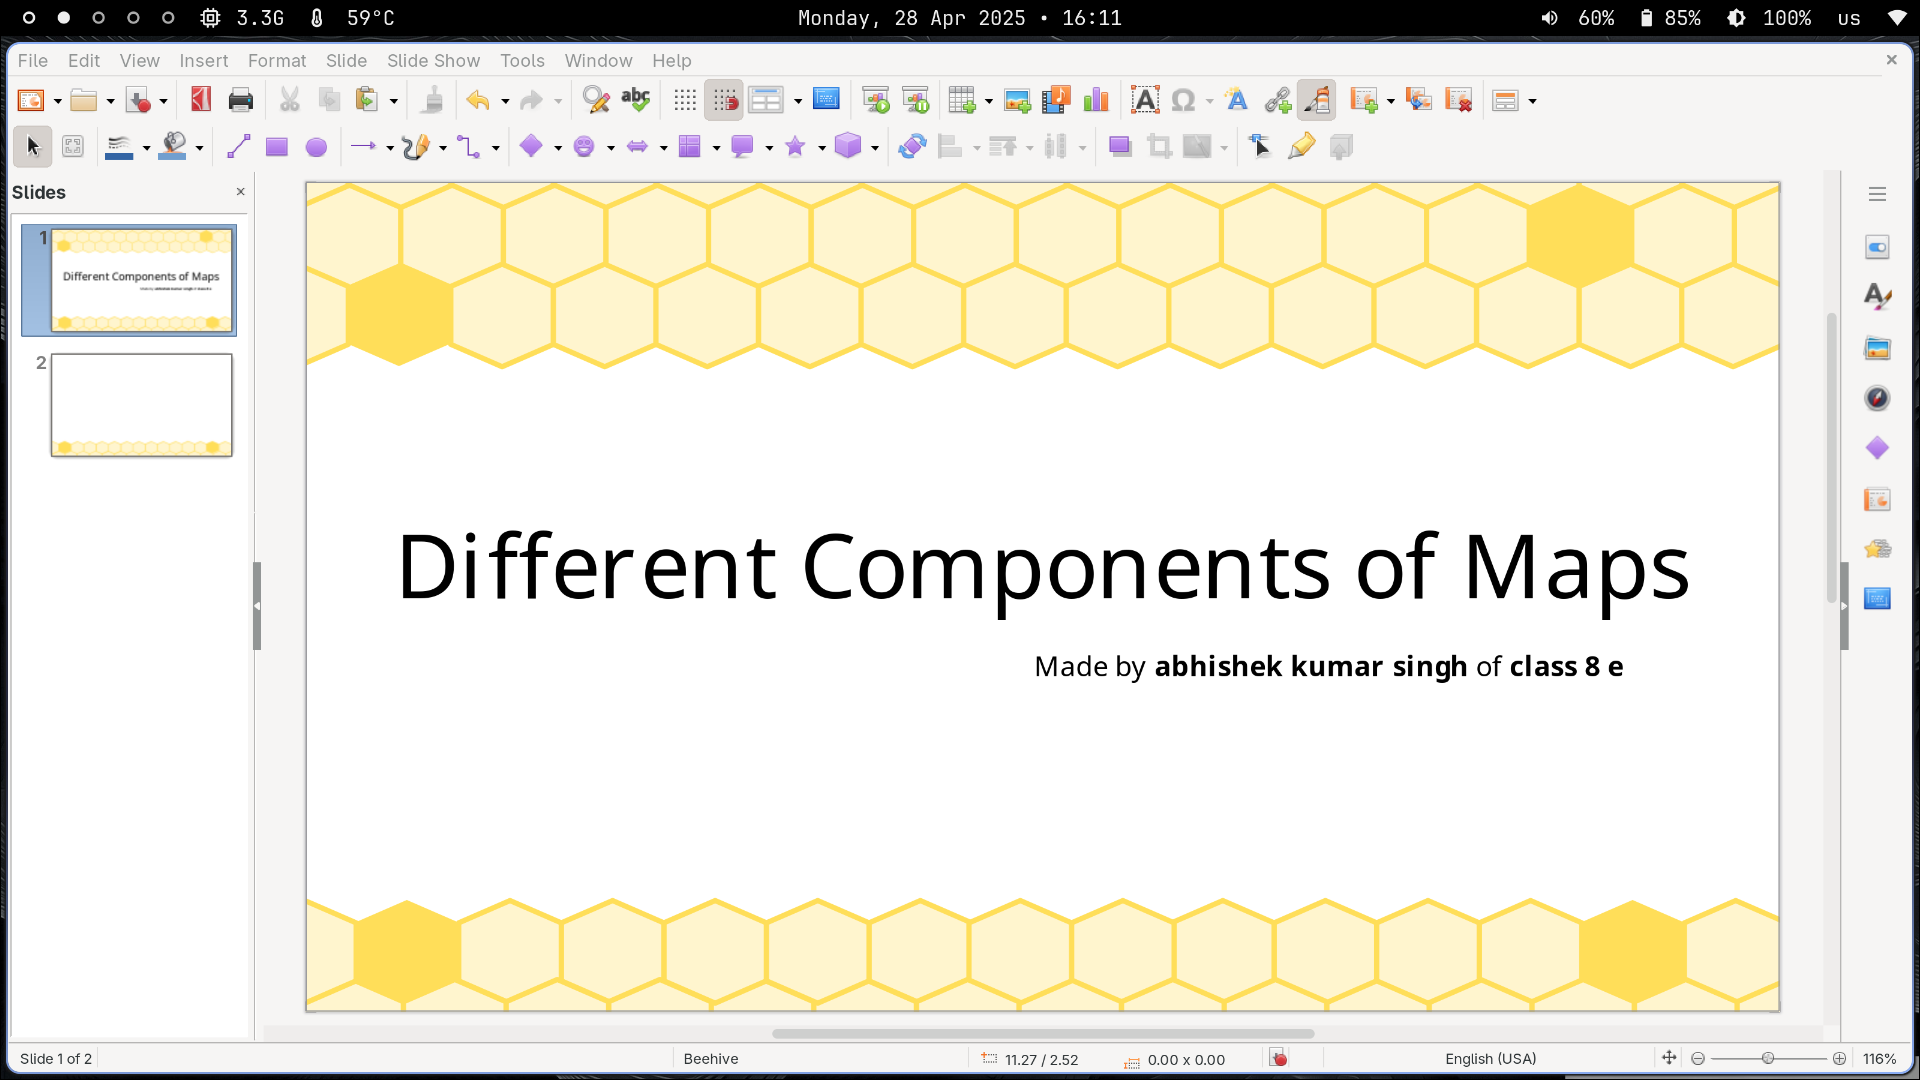 3.3G 59°C Monday, 28 Apr 2025 • 16:11 60% 85% 100% us
File Edit View Insert Format Slide Slide Show Tools Window Help
abc A Ω A
Slides
1
Different Components of Maps
2
Different Components of Maps
Made by abhishek kumar singh of class 8 e
Slide 1 of 2 Beehive 11.27 / 2.52 0.00 x 0.00 English (USA) 116%